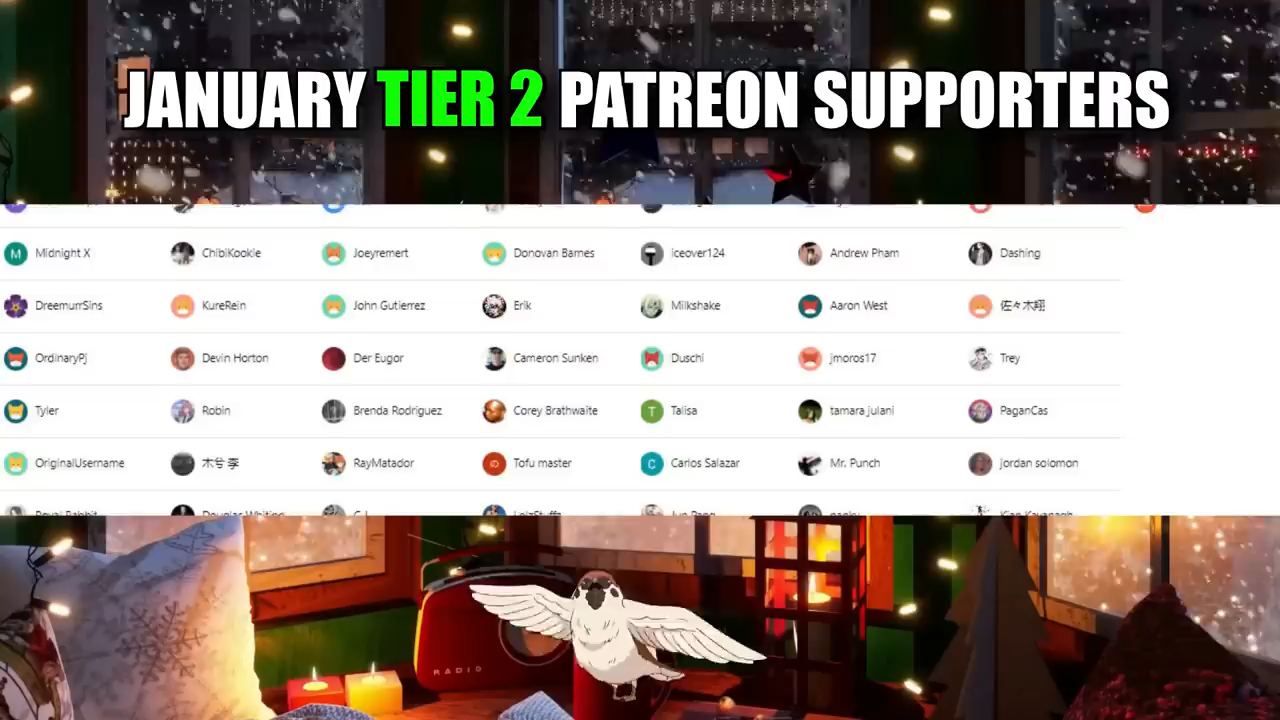 JANUARY TIER 2 PATREON SUPPORTERS
Midnight X ChibiKookie Joeyremert Donovan Barnes iceover124 Andrew Pham Dashing
DreemurrSins KureRein John Gutierrez Erik Milkshake Aaron West 佐々木翔
OrdinaryPj Devin Horton Der Eugor Cameron Sunken Duschi jmoros17 Trey
Tyler Robin Brenda Rodriguez Corey Brathwaite Talisa tamara julani PaganCas
OriginalUsername 木兮 李 RayMatador Tofu master Carlos Salazar Mr. Punch jordan solomon
RADIO